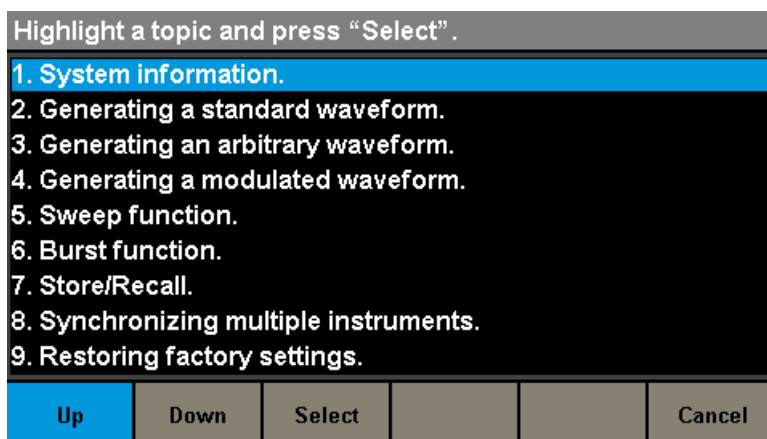 Highlight a topic and press “Select”.
1. System information.
2. Generating a standard waveform.
3. Generating an arbitrary waveform.
4. Generating a modulated waveform.
5. Sweep function.
6. Burst function.
7. Store/Recall.
8. Synchronizing multiple instruments.
9. Restoring factory settings.
Up Down Select Cancel